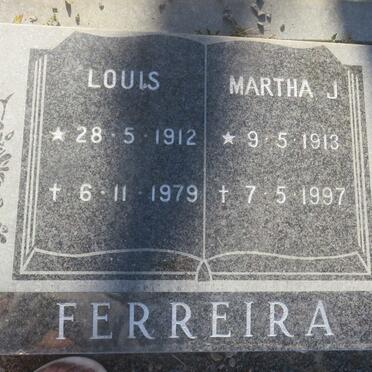 LOUIS
★ 28·5·1912
† 6·11·1979
MARTHA J
★ 9·5·1913
† 7·5·1997
FERREIRA